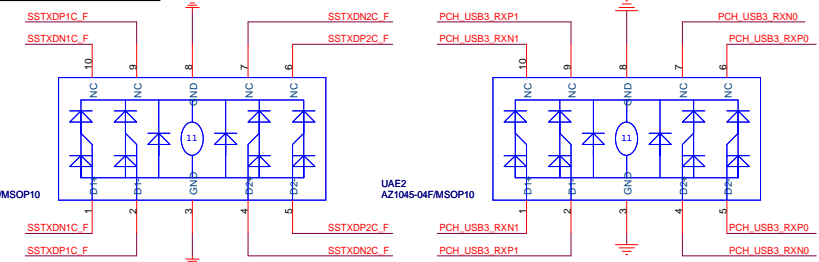 SSTXDP1C_F SSTXDN2C_F PCH_USB3_RXP1 PCH_USB3_RXN0
SSTXDN1C_F SSTXDP2C_F PCH_USB3_RXN1 PCH_USB3_RXP0
10 9 8 7 6 10 9 8 7 6
NC NC GND NC NC NC NC GND NC NC
11 11
D1+ D1- GND D2+ D2- D1+ D1- GND D2+ D2-
UAE2
/MSOP10 AZ1045-04F/MSOP10
1 2 3 4 5 1 2 3 4 5
SSTXDN1C_F SSTXDP2C_F PCH_USB3_RXN1 PCH_USB3_RXP0
SSTXDP1C_F SSTXDN2C_F PCH_USB3_RXP1 PCH_USB3_RXN0